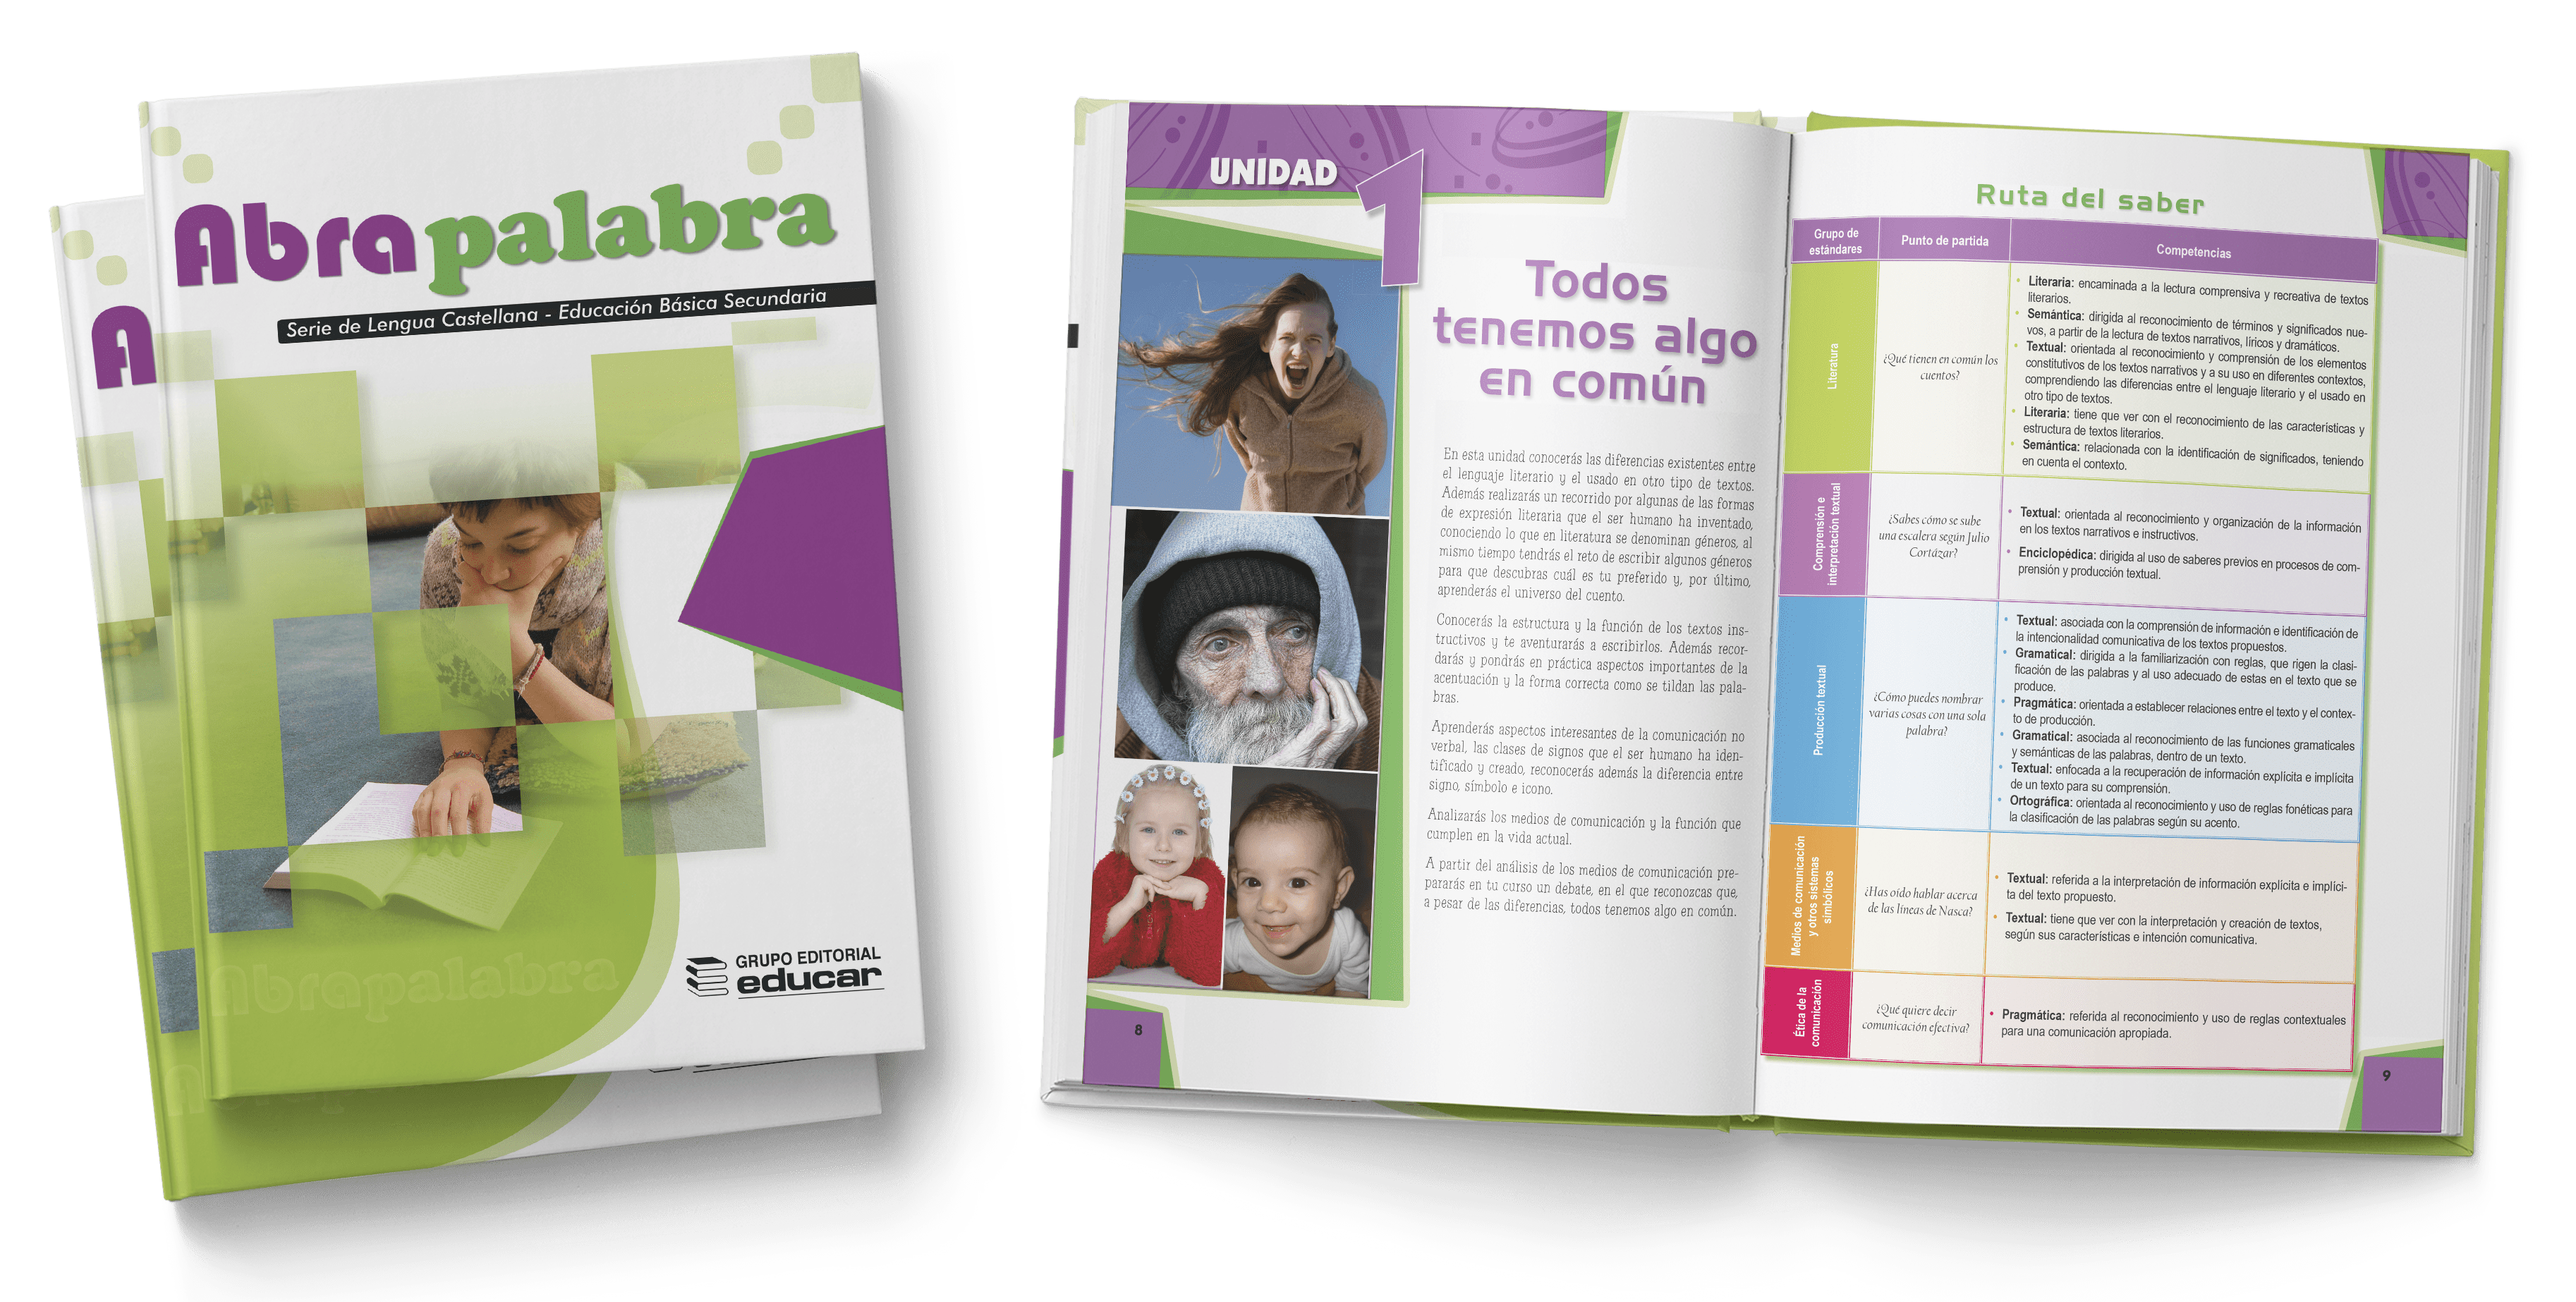 Abrapalabra
Serie de Lengua Castellana - Educación Básica Secundaria
Abrapalabra
GRUPO EDITORIAL
educar
A
UNIDAD
1
Todos
tenemos algo
en común
En esta unidad conocerás las diferencias existentes entre
el lenguaje literario y el usado en otro tipo de textos.
Además realizarás un recorrido por algunas de las formas
de expresión literaria que el ser humano ha inventado,
conociendo lo que en literatura se denominan géneros, al
mismo tiempo tendrás el reto de escribir algunos géneros
para que descubras cuál es tu preferido y, por último,
aprenderás el universo del cuento.
Conocerás la estructura y la función de los textos ins-
tructivos y te aventurarás a escribirlos. Además recor-
darás y pondrás en práctica aspectos importantes de la
acentuación y la forma correcta como se tildan las pala-
bras.
Aprenderás aspectos interesantes de la comunicación no
verbal, las clases de signos que el ser humano ha iden-
tificado y creado, reconocerás además la diferencia entre
signo, símbolo e icono.
Analizarás los medios de comunicación y la función que
cumplen en la vida actual.
A partir del análisis de los medios de comunicación pre-
pararás en tu curso un debate, en el que reconozcas que,
a pesar de las diferencias, todos tenemos algo en común.
8
Ruta del saber
Grupo de
estándares
Punto de partida
Competencias
Literatura
¿Qué tienen en común los
cuentos?
• Literaria: encaminada a la lectura comprensiva y recreativa de textos
literarios.
• Semántica: dirigida al reconocimiento de términos y significados nue-
vos, a partir de la lectura de textos narrativos, líricos y dramáticos.
• Textual: orientada al reconocimiento y comprensión de los elementos
constitutivos de los textos narrativos y a su uso en diferentes contextos,
comprendiendo las diferencias entre el lenguaje literario y el usado en
otro tipo de textos.
• Literaria: tiene que ver con el reconocimiento de las características y
estructura de textos literarios.
• Semántica: relacionada con la identificación de significados, teniendo
en cuenta el contexto.
Comprensión e
interpretación textual
¿Sabes cómo se sube
una escalera según Julio
Cortázar?
• Textual: orientada al reconocimiento y organización de la información
en los textos narrativos e instructivos.
• Enciclopédica: dirigida al uso de saberes previos en procesos de com-
prensión y producción textual.
Producción textual
¿Cómo puedes nombrar
varias cosas con una sola
palabra?
• Textual: asociada con la comprensión de información e identificación de
la intencionalidad comunicativa de los textos propuestos.
• Gramatical: dirigida a la familiarización con reglas, que rigen la clasi-
ficación de las palabras y al uso adecuado de estas en el texto que se
produce.
• Pragmática: orientada a establecer relaciones entre el texto y el contex-
to de producción.
• Gramatical: asociada al reconocimiento de las funciones gramaticales
y semánticas de las palabras, dentro de un texto.
• Textual: enfocada a la recuperación de información explícita e implícita
de un texto para su comprensión.
• Ortográfica: orientada al reconocimiento y uso de reglas fonéticas para
la clasificación de las palabras según su acento.
Medios de comunicación
y otros sistemas
simbólicos
¿Has oído hablar acerca
de las líneas de Nasca?
• Textual: referida a la interpretación de información explícita e implíci-
ta del texto propuesto.
• Textual: tiene que ver con la interpretación y creación de textos,
según sus características e intención comunicativa.
Ética de la
comunicación
¿Qué quiere decir
comunicación efectiva?
• Pragmática: referida al reconocimiento y uso de reglas contextuales
para una comunicación apropiada.
9